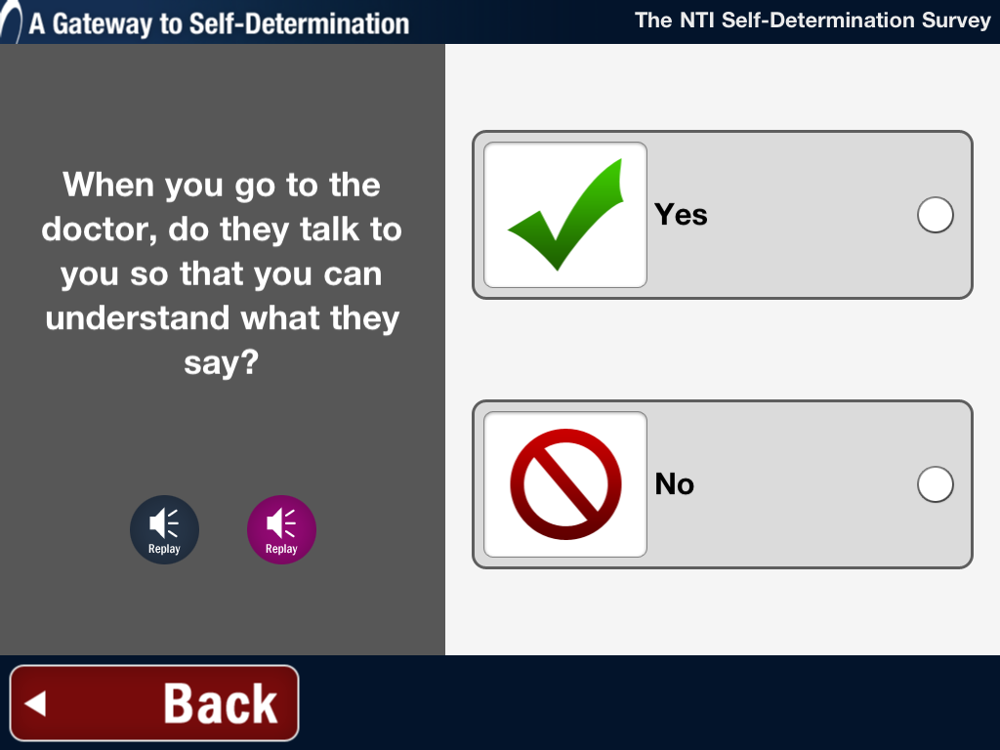 A Gateway to Self-Determination
The NTI Self-Determination Survey
When you go to the
doctor, do they talk to
you so that you can
understand what they
say?
Replay
Replay
Yes
No
Back